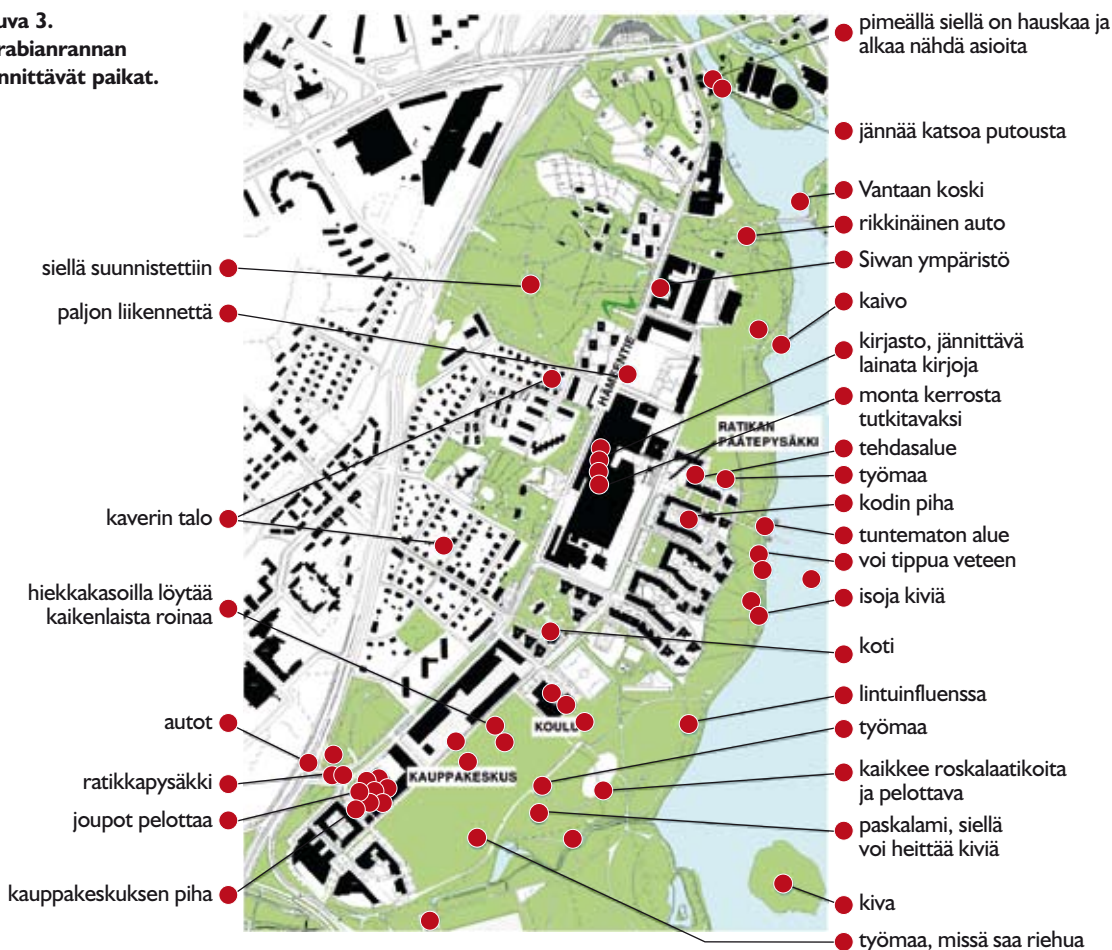 uva 3.
rabianrannan
nnittävät paikat.
siellä suunnistettiin
paljon liikennettä
kaverin talo
hiekkakasoilla löytää
kaikenlaista roinaa
autot
ratikkapysäkki
joupot pelottaa
kauppakeskuksen piha
HÄMEENTIE
RATIKAN
PÄÄTEPYSÄKKI
KOULU
KAUPPAKESKUS
pimeällä siellä on hauskaa ja
alkaa nähdä asioita
jännää katsoa putousta
Vantaan koski
rikkinäinen auto
Siwan ympäristö
kaivo
kirjasto, jännittävä
lainata kirjoja
monta kerrosta
tutkitavaksi
tehdasalue
työmaa
kodin piha
tuntematon alue
voi tippua veteen
isoja kiviä
koti
lintuinfluenssa
työmaa
kaikkee roskalaatikoita
ja pelottava
paskalami, siellä
voi heittää kiviä
kiva
työmaa, missä saa riehua